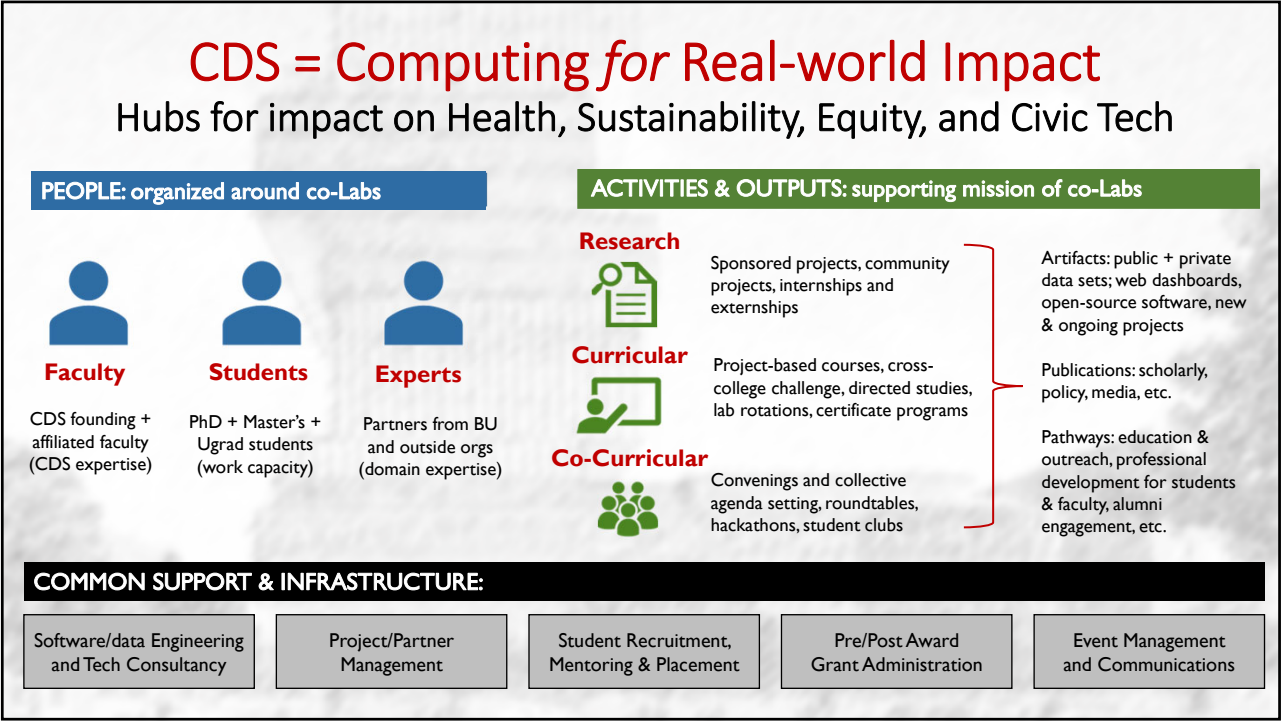 CDS = Computing for Real-world Impact
Hubs for impact on Health, Sustainability, Equity, and Civic Tech
PEOPLE: organized around co-Labs
Faculty
CDS founding +
affiliated faculty
(CDS expertise)
Students
PhD + Master's +
Ugrad students
(work capacity)
Experts
Partners from BU
and outside orgs
(domain expertise)
ACTIVITIES & OUTPUTS: supporting mission of co-Labs
Research
Sponsored projects, community
projects, internships and
externships
Curricular
Project-based courses, cross-
college challenge, directed studies,
lab rotations, certificate programs
Co-Curricular
Convenings and collective
agenda setting, roundtables,
hackathons, student clubs
Artifacts: public + private
data sets; web dashboards,
open-source software, new
& ongoing projects
Publications: scholarly,
policy, media, etc.
Pathways: education &
outreach, professional
development for students
& faculty, alumni
engagement, etc.
COMMON SUPPORT & INFRASTRUCTURE:
Software/data Engineering
and Tech Consultancy
Project/Partner
Management
Student Recruitment,
Mentoring & Placement
Pre/Post Award
Grant Administration
Event Management
and Communications